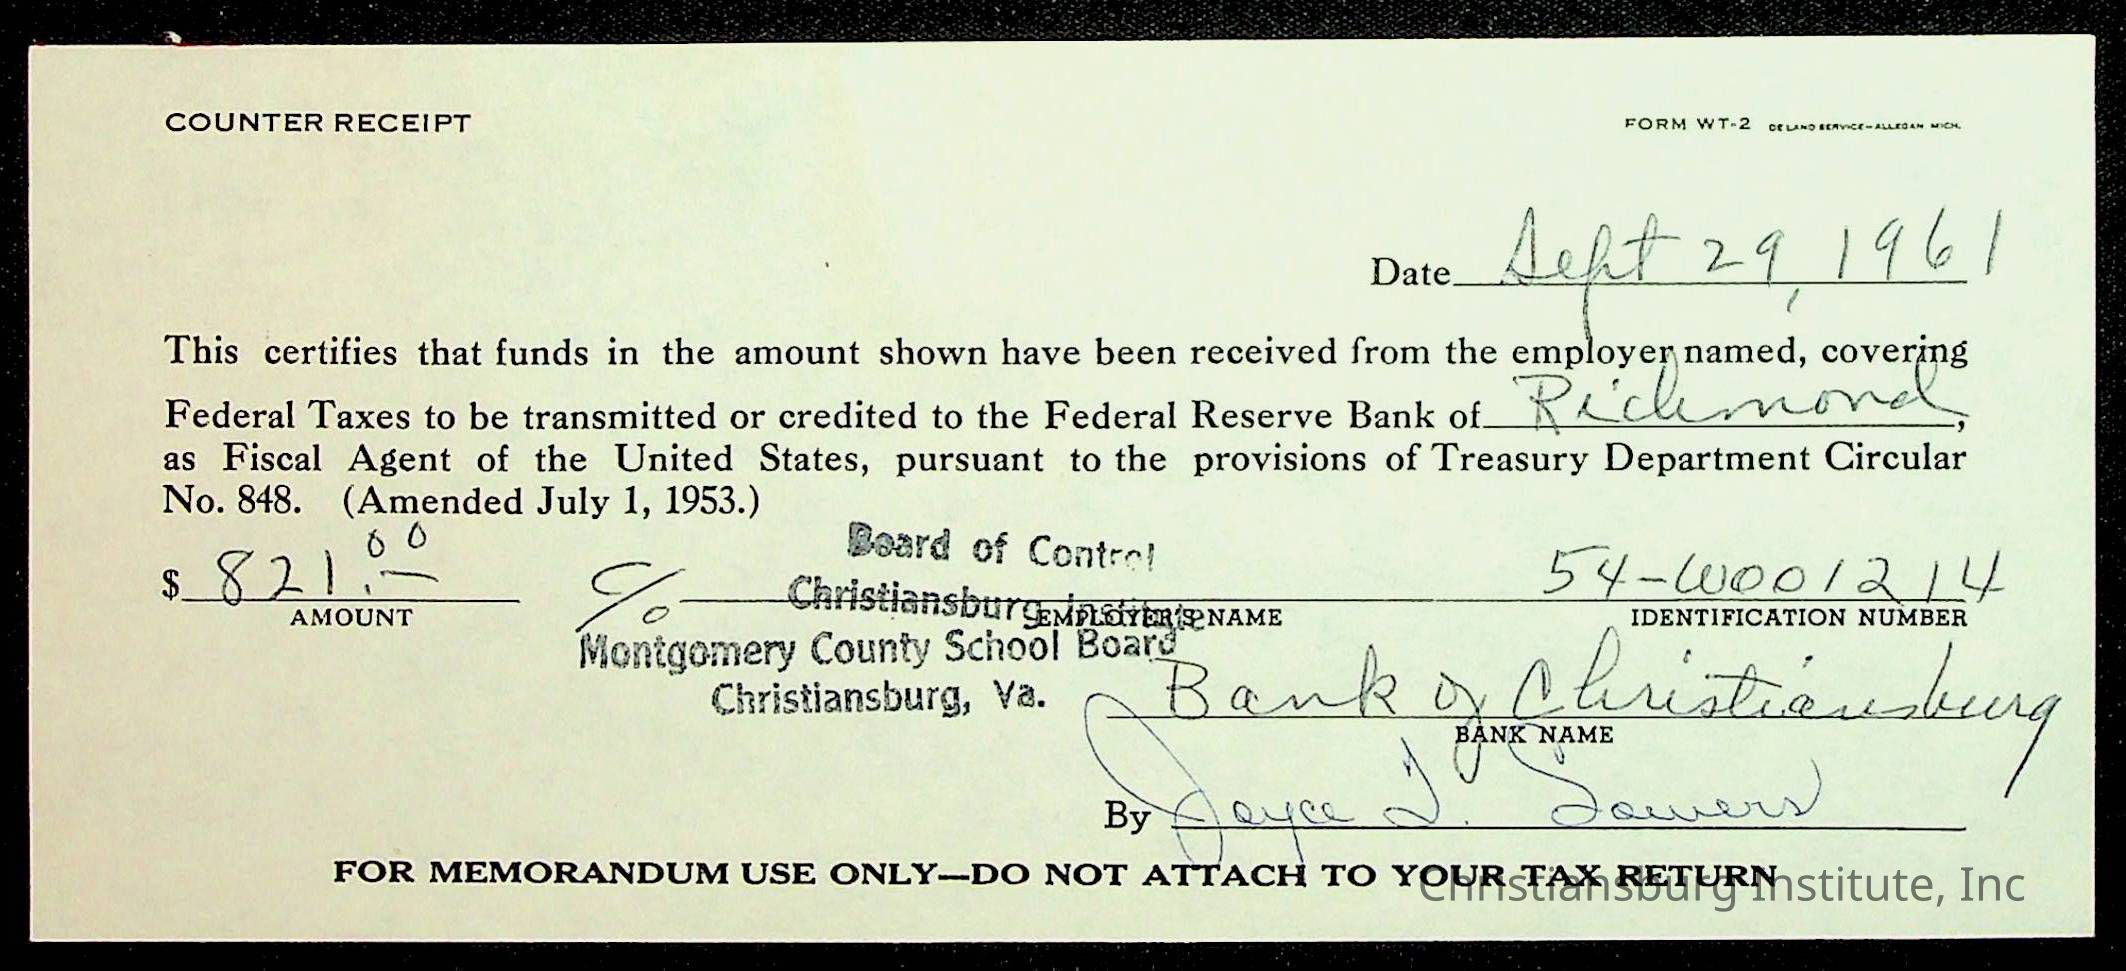 COUNTER RECEIPT
FORM WT-2 DE LAND SERVICE—ALLEGAN MICH.
Date Sept 29, 1961
This certifies that funds in the amount shown have been received from the employer named, covering
Federal Taxes to be transmitted or credited to the Federal Reserve Bank of Richmond,
as Fiscal Agent of the United States, pursuant to the provisions of Treasury Department Circular
No. 848. (Amended July 1, 1953.)
Board of Control
$ 821.00 c/o Christiansburg Institute 54-W001214
AMOUNT EMPLOYER'S NAME IDENTIFICATION NUMBER
Montgomery County School Board
Christiansburg, Va. Bank of Christiansburg
BANK NAME
By Joyce T. Sowers
FOR MEMORANDUM USE ONLY—DO NOT ATTACH TO YOUR TAX RETURN
Christiansburg Institute, Inc